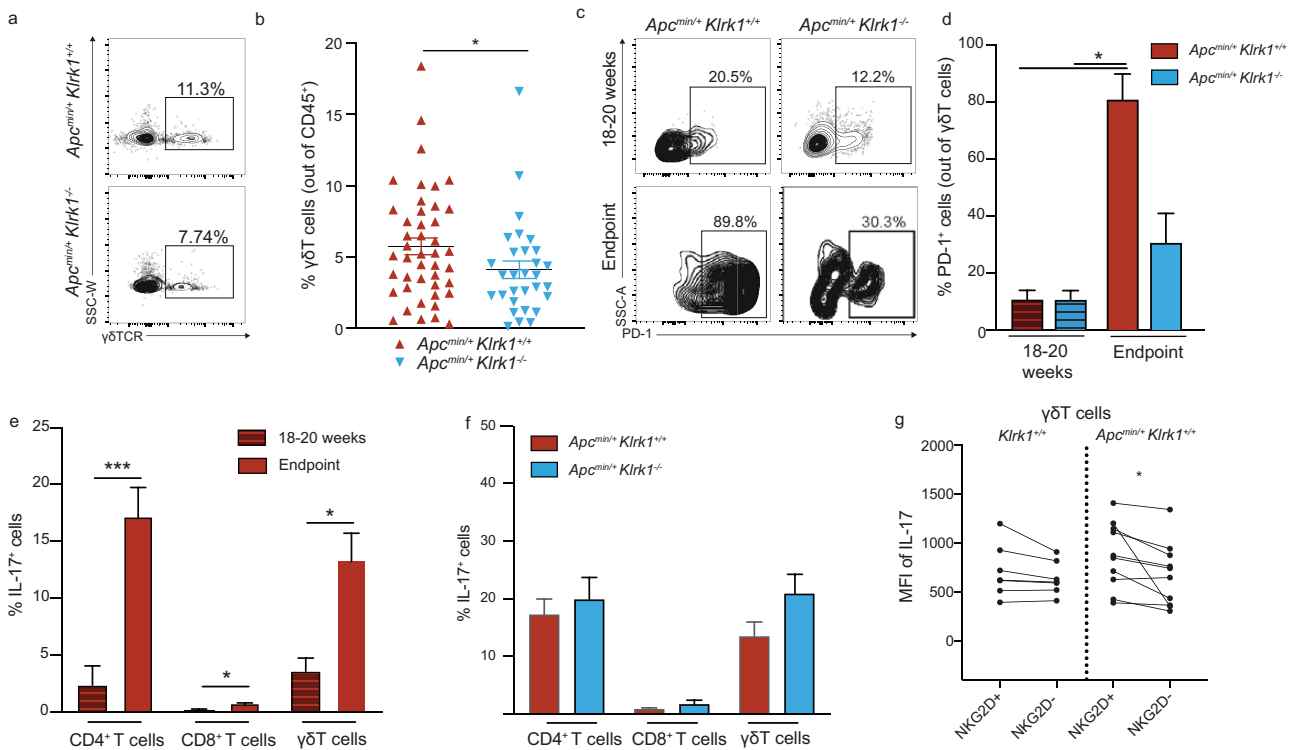 a
Apcmin/+ Klrk1+/+
11.3%
Apcmin/+ Klrk1-/-
7.74%
SSC-W
γδTCR
b
% γδT cells (out of CD45+)
20
15
10
5
0
*
Apcmin/+ Klrk1+/+
Apcmin/+ Klrk1-/-
c
Apcmin/+ Klrk1+/+
Apcmin/+ Klrk1-/-
18-20 weeks
20.5%
12.2%
Endpoint
89.8%
30.3%
SSC-A
PD-1
d
% PD-1+ cells (out of γδT cells)
100
80
60
40
20
0
*
Apcmin/+ Klrk1+/+
Apcmin/+ Klrk1-/-
18-20
weeks
Endpoint
e
% IL-17+ cells
25
20
15
10
5
0
18-20 weeks
Endpoint
***
*
*
CD4+ T cells
CD8+ T cells
γδT cells
f
% IL-17+ cells
50
40
30
20
10
Apcmin/+ Klrk1+/+
Apcmin/+ Klrk1-/-
CD4+ T cells
CD8+ T cells
γδT cells
g
γδT cells
Klrk1+/+
Apcmin/+ Klrk1+/+
MFI of IL-17
2000
1500
1000
500
0
*
NKG2D+
NKG2D-
NKG2D+
NKG2D-